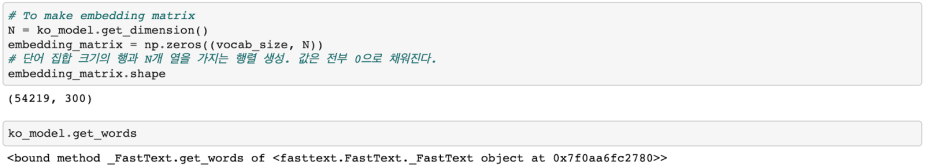 # To make embedding matrix
N = ko_model.get_dimension()
embedding_matrix = np.zeros((vocab_size, N))
# 단어 집합 크기의 행과 N개 열을 가지는 행렬 생성. 값은 전부 0으로 채워진다.
embedding_matrix.shape
(54219, 300)
ko_model.get_words
<bound method _FastText.get_words of <fasttext.FastText._FastText object at 0x7f0aa6fc2780>>